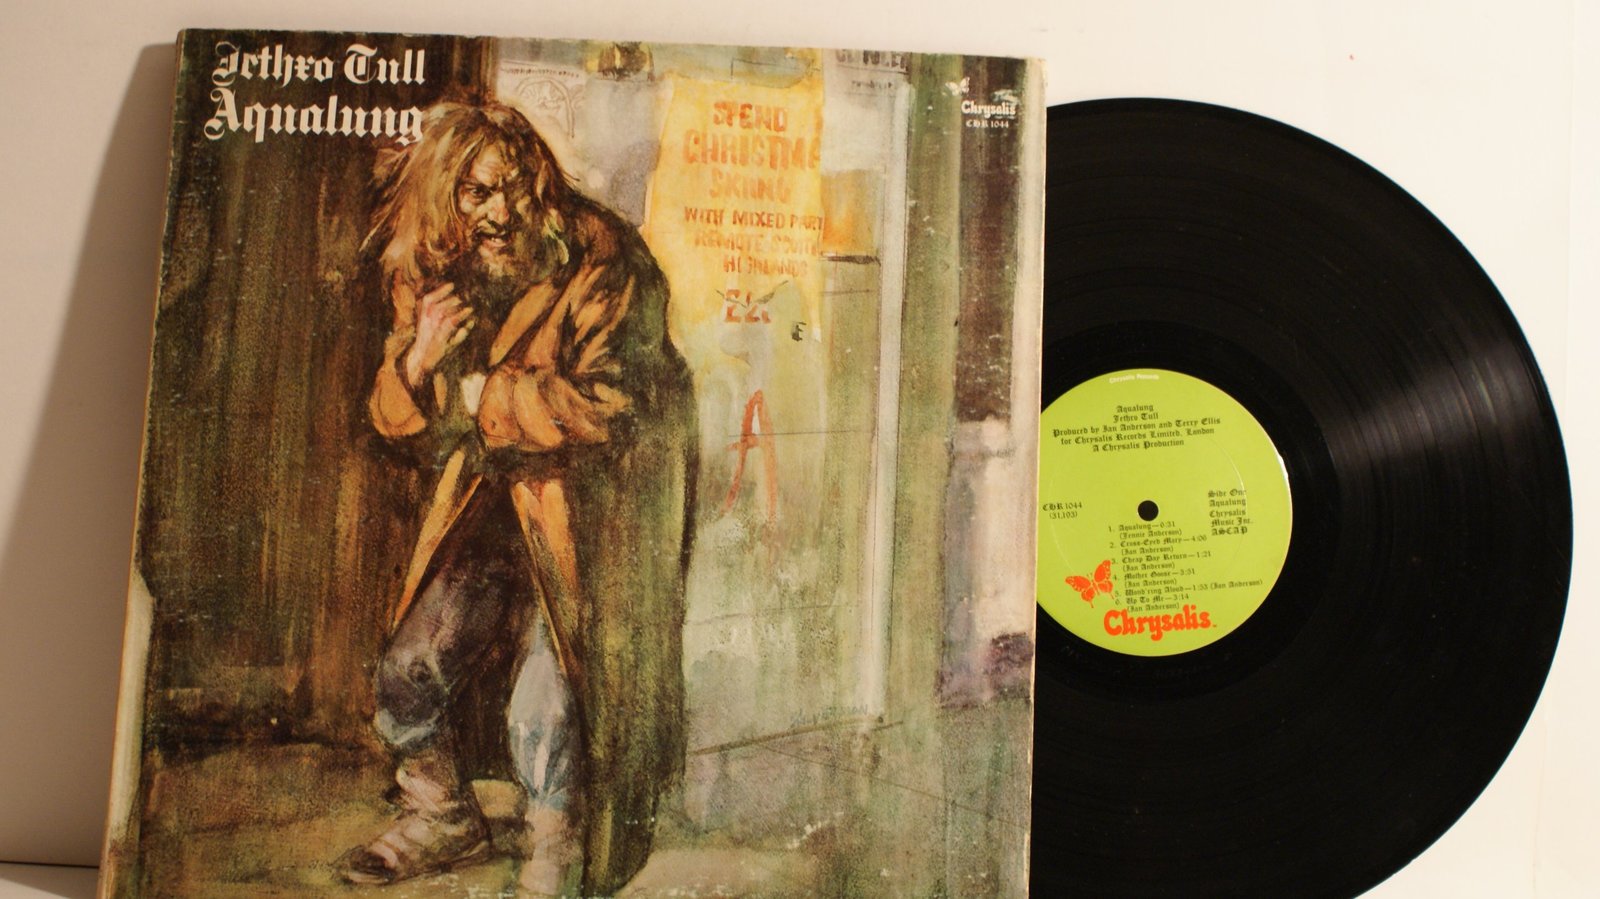 Jethro Tull
Aqualung
Chrysalis
CHR 1044
SPEND
CHRISTMA
SKIING
WITH MIXED PART
REMOTE
HIGHLANDS
E
A
Chrysalis Records
Aqualung
Jethro Tull
Produced by Ian Anderson and Terry Ellis
for Chrysalis Records Limited, London
A Chrysalis Production
CHR 1044
(31,193)
Side One
Aqualung
Chrysalis
Music Inc.
ASCAP
1. Aqualung—6:31
(Jennie Anderson)
2. Cross-Eyed Mary—4:06
(Ian Anderson)
3. Cheap Day Return—1:21
(Ian Anderson)
4. Mother Goose—3:51
(Ian Anderson)
5. Wond'ring Aloud—1:53 (Ian Anderson)
6. Up To Me—3:14
(Ian Anderson)
Chrysalis